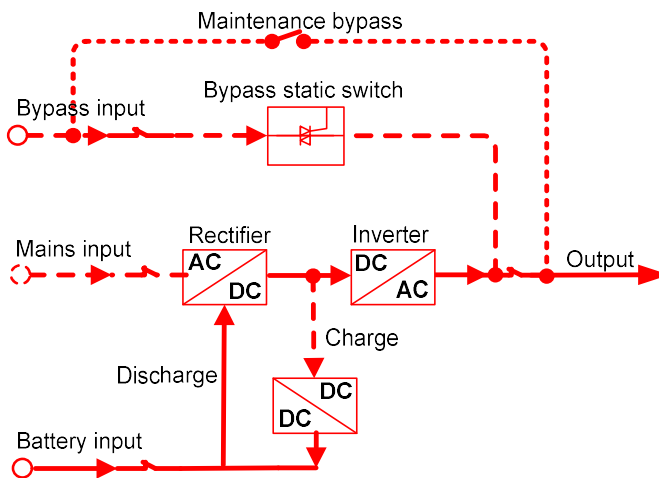 Maintenance bypass
Bypass static switch
Bypass input
Rectifier
Inverter
Mains input
AC
DC
DC
AC
Output
Charge
Discharge
DC
DC
Battery input